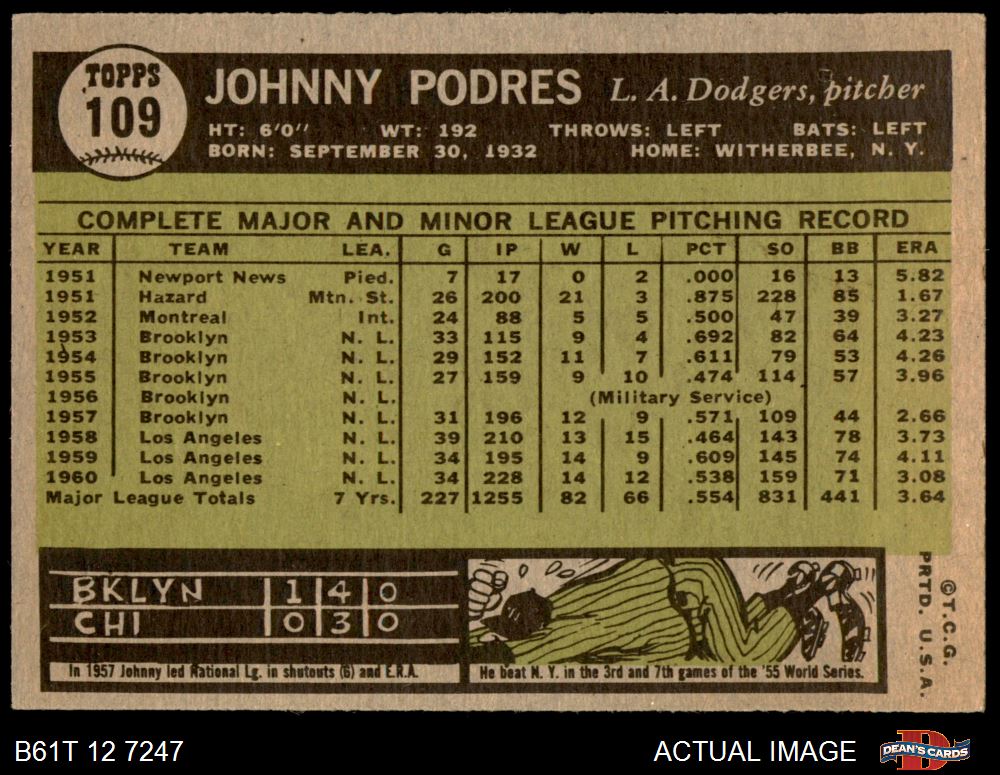 TOPPS
109
JOHNNY PODRES L. A. Dodgers, pitcher
HT: 6'0" WT: 192 THROWS: LEFT BATS: LEFT
BORN: SEPTEMBER 30, 1932 HOME: WITHERBEE, N. Y.
COMPLETE MAJOR AND MINOR LEAGUE PITCHING RECORD
YEAR TEAM LEA. G IP W L PCT SO BB ERA
1951 Newport News Pied. 7 17 0 2 .000 16 13 5.82
1951 Hazard Mtn. St. 26 200 21 3 .875 228 85 1.67
1952 Montreal Int. 24 88 5 5 .500 47 39 3.27
1953 Brooklyn N. L. 33 115 9 4 .692 82 64 4.23
1954 Brooklyn N. L. 29 152 11 7 .611 79 53 4.26
1955 Brooklyn N. L. 27 159 9 10 .474 114 57 3.96
1956 Brooklyn N. L. (Military Service)
1957 Brooklyn N. L. 31 196 12 9 .571 109 44 2.66
1958 Los Angeles N. L. 39 210 13 15 .464 143 78 3.73
1959 Los Angeles N. L. 34 195 14 9 .609 145 74 4.11
1960 Los Angeles N. L. 34 228 14 12 .538 159 71 3.08
Major League Totals 7 Yrs. 227 1255 82 66 .554 831 441 3.64
BKLYN 1 4 0
CHI 0 3 0
In 1957 Johnny led National Lg. in shutouts (6) and E.R.A.
He beat N. Y. in the 3rd and 7th games of the '55 World Series.
©T.C.G.
PRTD. U.S.A.
B61T 12 7247 ACTUAL IMAGE DEAN'S CARDS